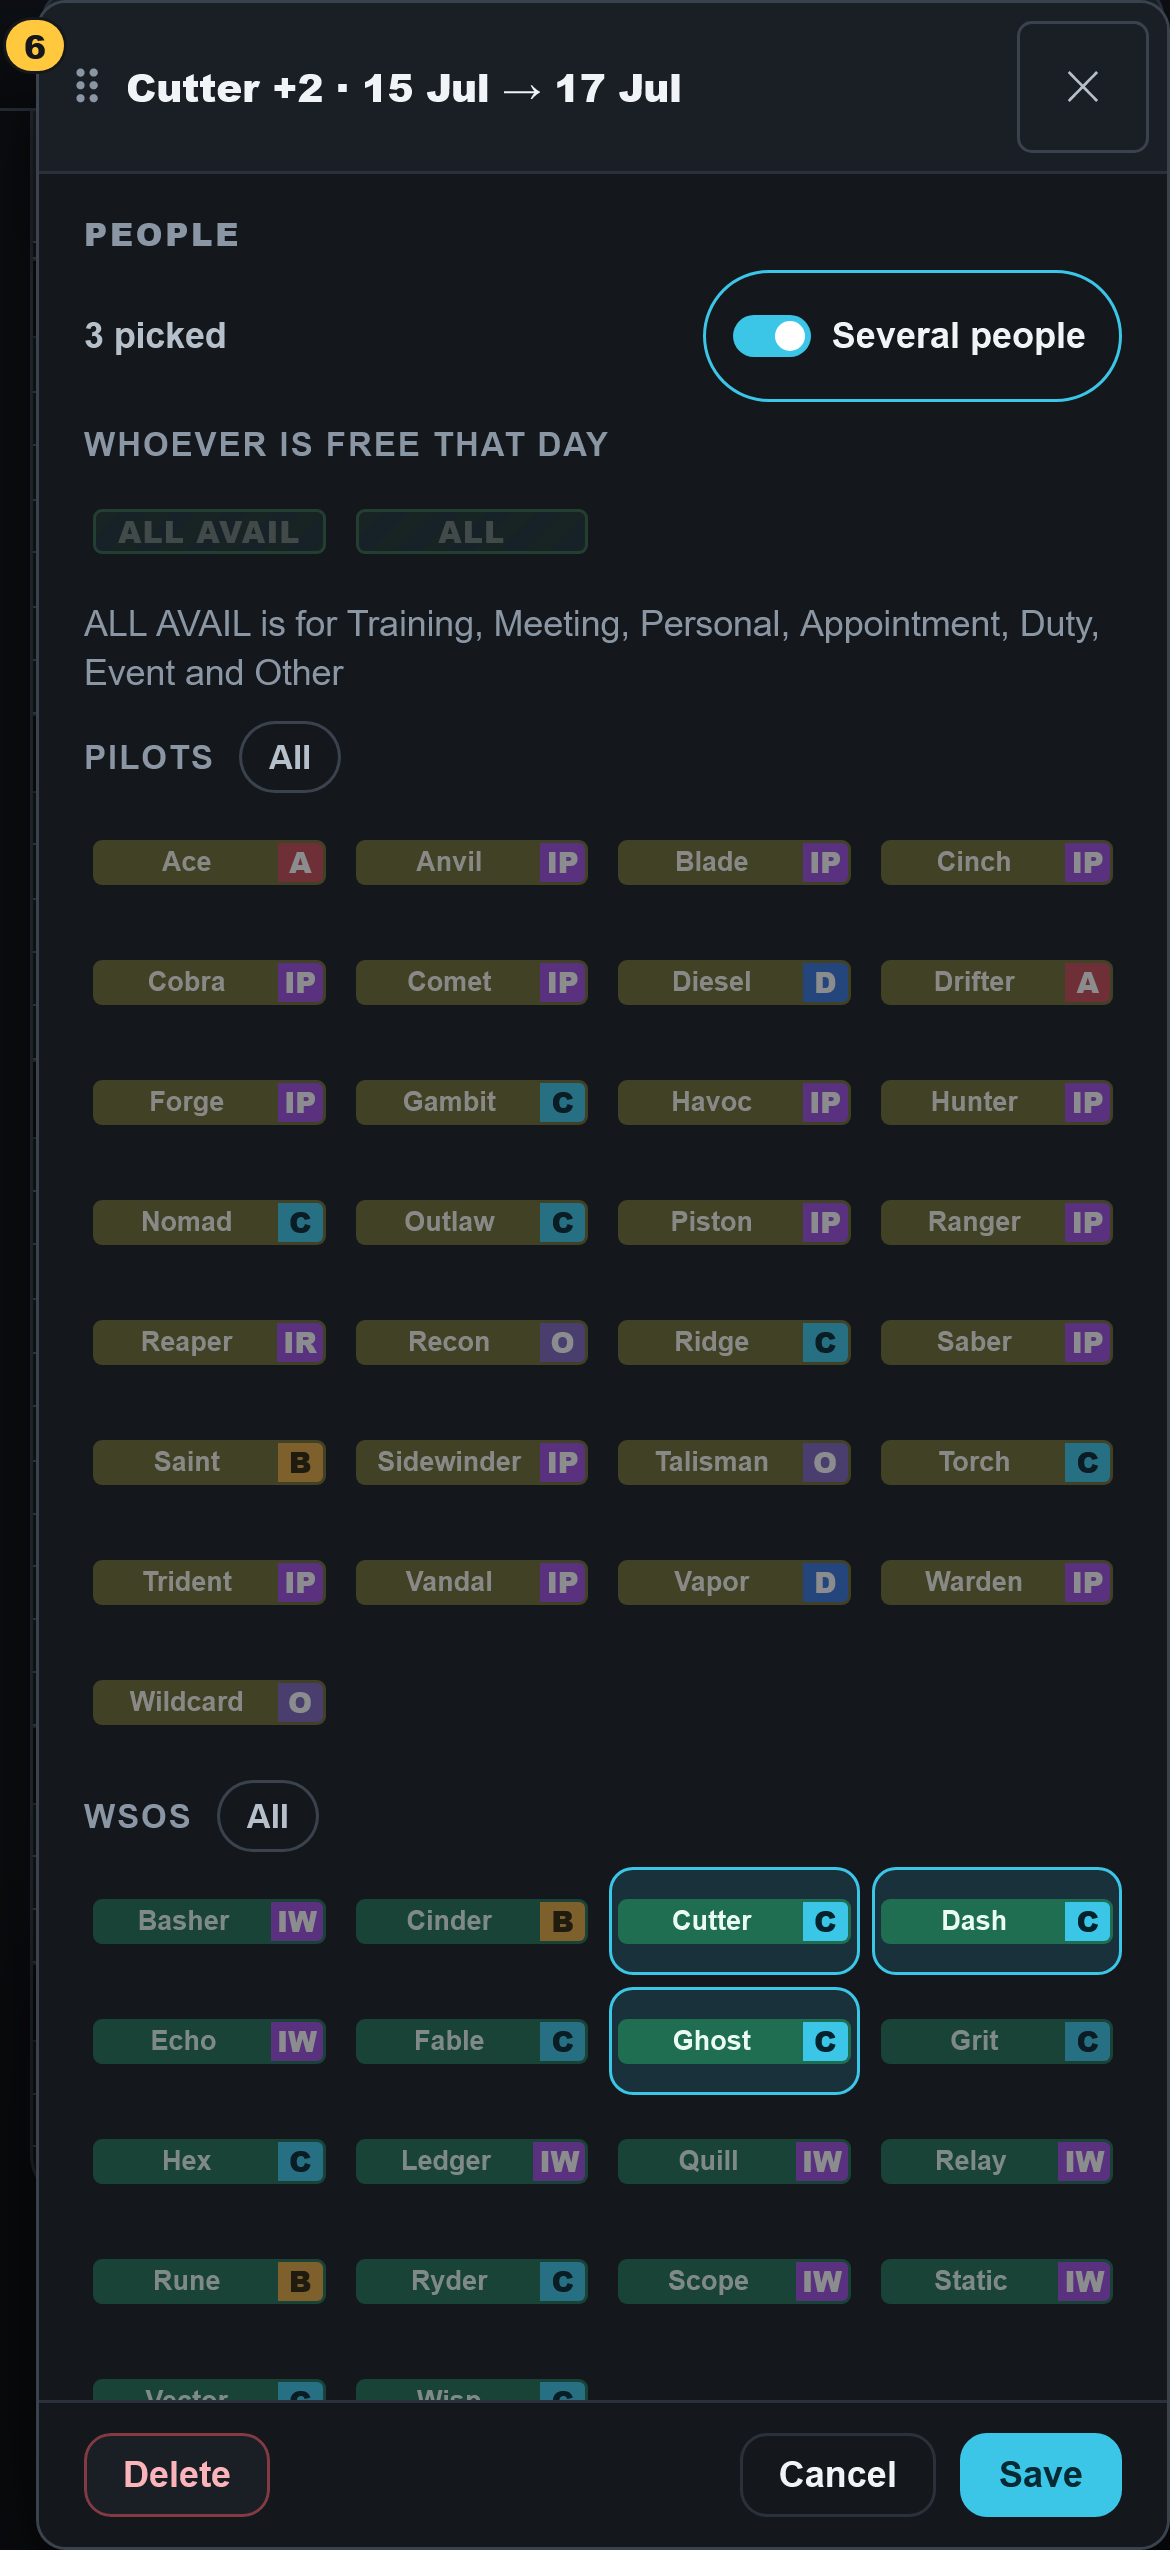 6
Cutter +2 · 15 Jul → 17 Jul
PEOPLE
3 picked
Several people
WHOEVER IS FREE THAT DAY
ALL AVAIL ALL
ALL AVAIL is for Training, Meeting, Personal, Appointment, Duty,
Event and Other
PILOTS All
Ace A Anvil IP Blade IP Cinch IP
Cobra IP Comet IP Diesel D Drifter A
Forge IP Gambit C Havoc IP Hunter IP
Nomad C Outlaw C Piston IP Ranger IP
Reaper IR Recon O Ridge C Saber IP
Saint B Sidewinder IP Talisman O Torch C
Trident IP Vandal IP Vapor D Warden IP
Wildcard O
WSOS All
Basher IW Cinder B Cutter C Dash C
Echo IW Fable C Ghost C Grit C
Hex C Ledger IW Quill IW Relay IW
Rune B Ryder C Scope IW Static IW
Vector C Wisp C
Delete Cancel Save